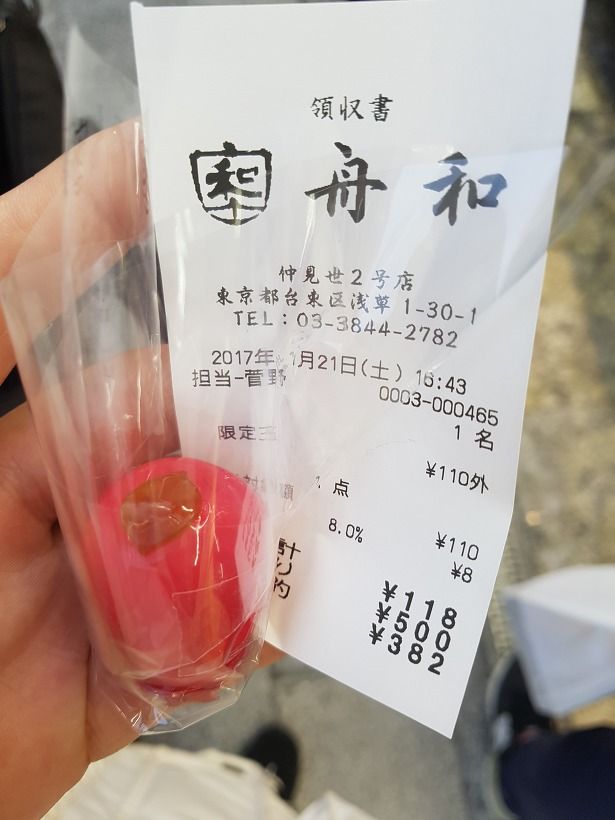 領収書
舟和
仲見世2号店
東京都台東区浅草 1-30-1
TEL:03-3844-2782
2017年 1月21日(土) 16:43
担当-菅野
0003-000465
1 名
限定玉
¥110外
点
¥110
8.0%
¥8
計 ¥118
¥500
¥382